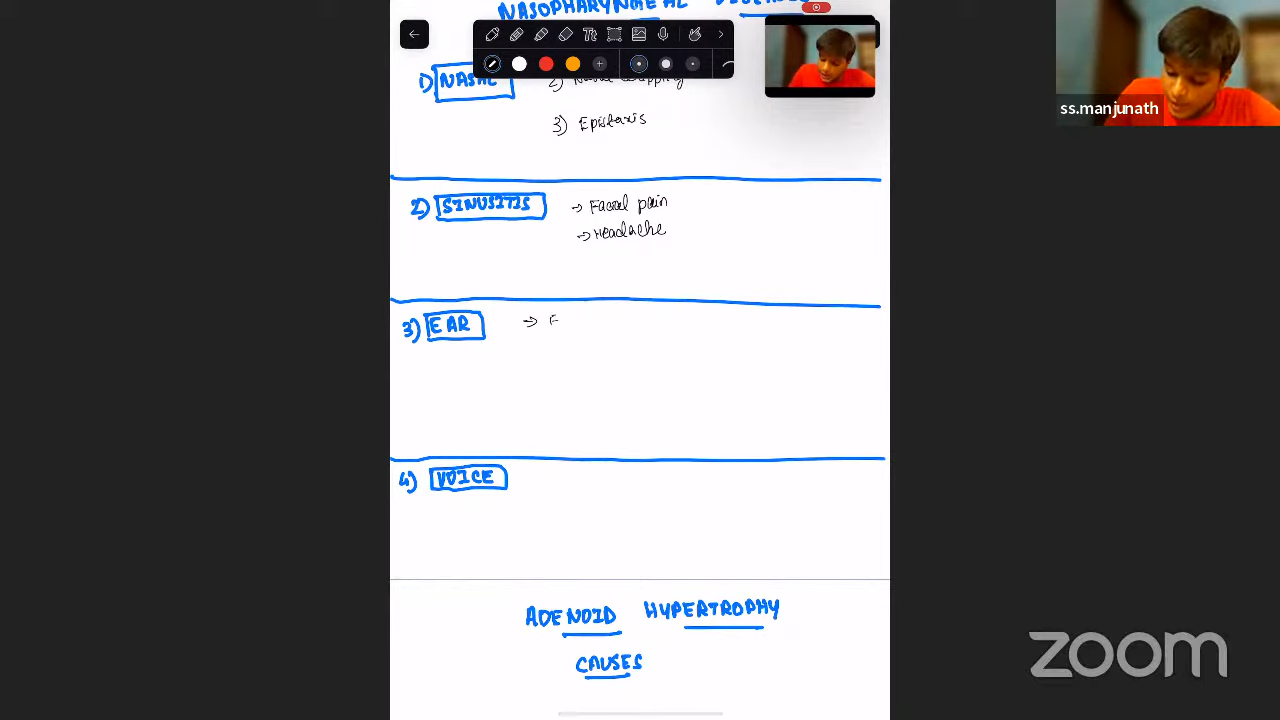 NASOPHARYNGEAL
1) NASAL
3) Epistaxis
2) SINUSITIS → Facial pain
→ Headache
3) EAR →
4) VOICE
ADENOID HYPERTROPHY
CAUSES
ss.manjunath
zoom